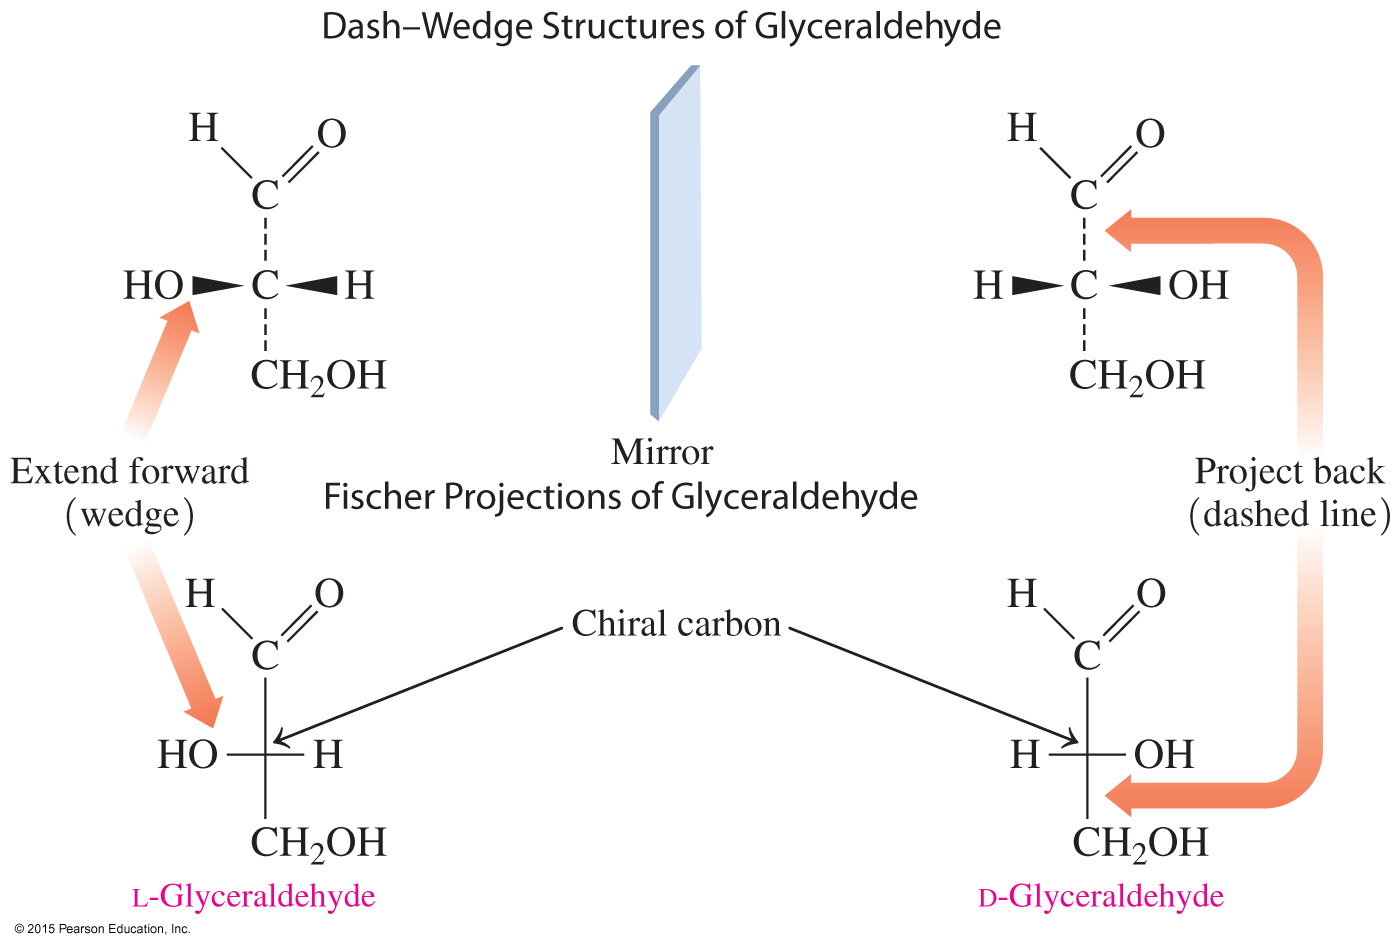 Dash–Wedge Structures of Glyceraldehyde
H O
C
HO C H
CH₂OH
H O
C
H C OH
CH₂OH
Mirror
Extend forward
(wedge)
Project back
(dashed line)
Fischer Projections of Glyceraldehyde
H O
C
HO H
CH₂OH
L-Glyceraldehyde
Chiral carbon
H O
C
H OH
CH₂OH
D-Glyceraldehyde
© 2015 Pearson Education, Inc.